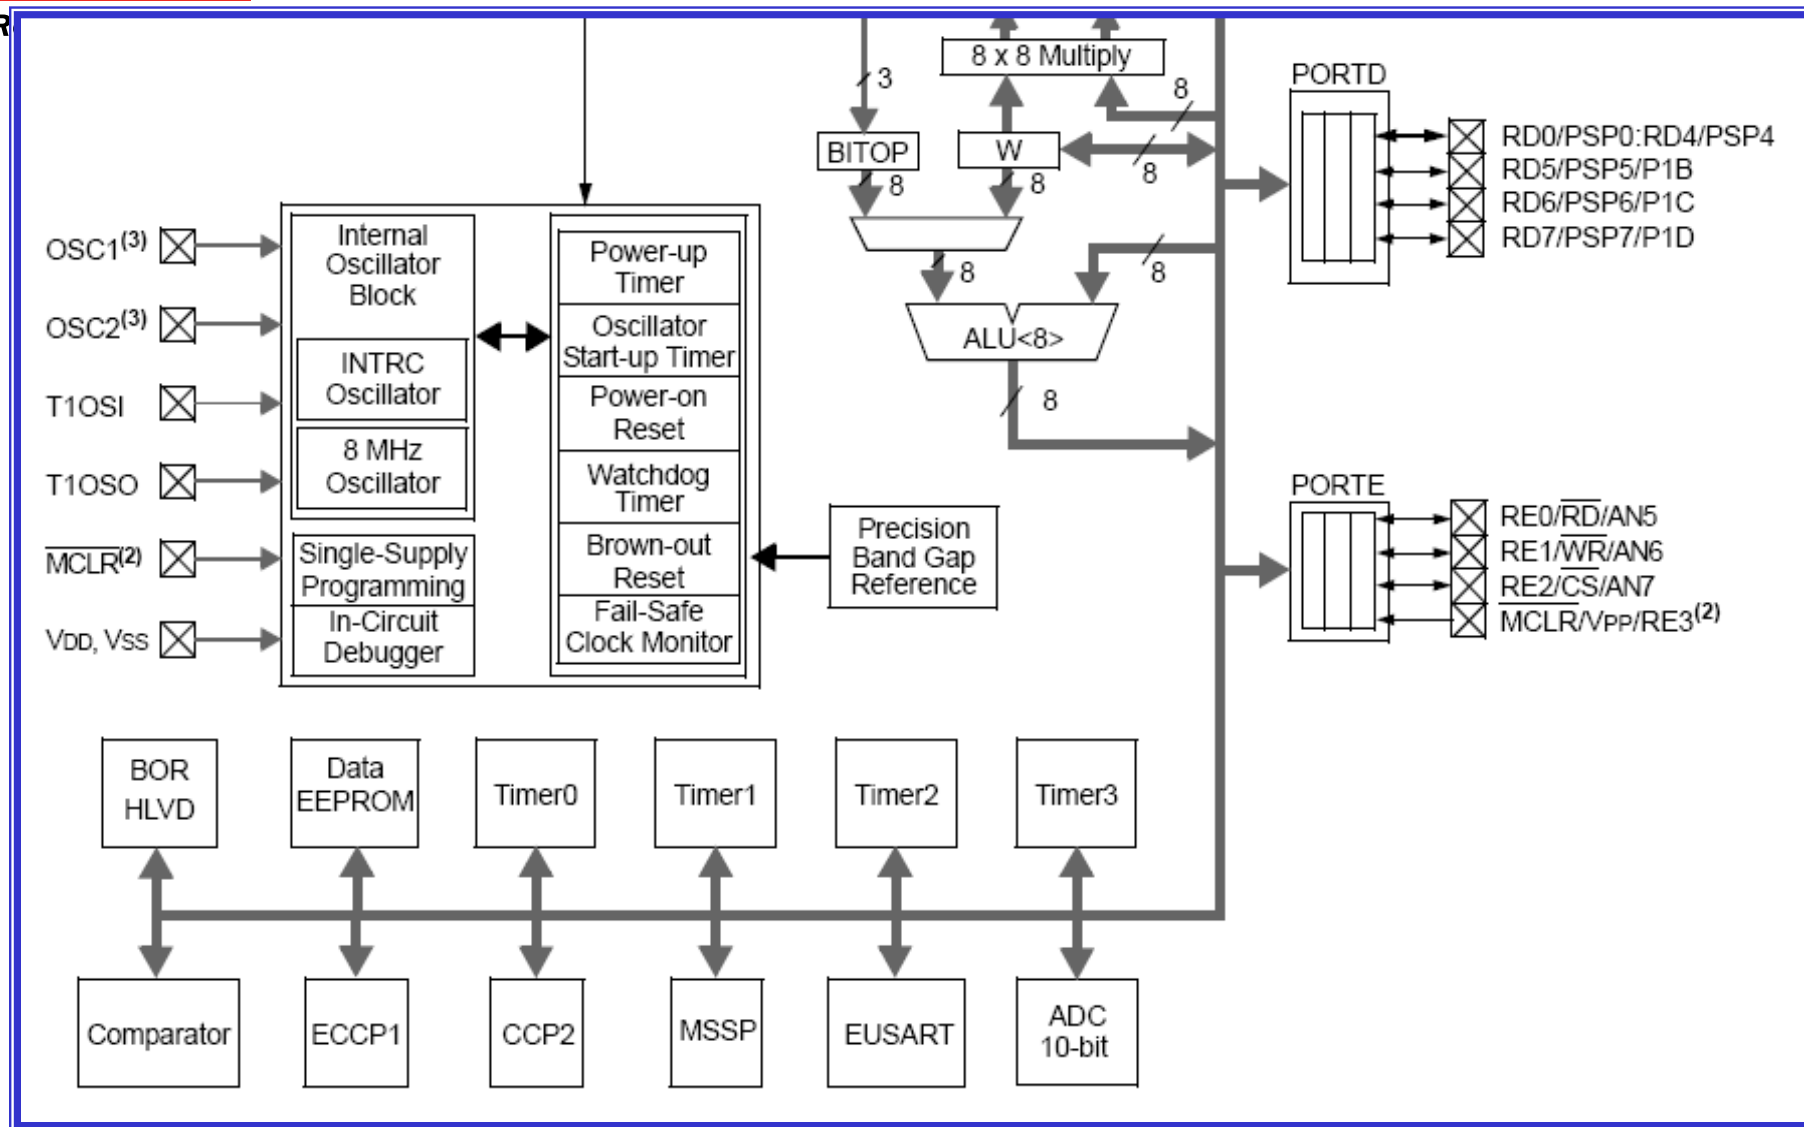 R
8 x 8 Multiply
3
8
BITOP
W
8
8
8
8
8
ALU<8>
8
PORTD
RD0/PSP0:RD4/PSP4
RD5/PSP5/P1B
RD6/PSP6/P1C
RD7/PSP7/P1D
OSC1(3)
OSC2(3)
T1OSI
T1OSO
MCLR(2)
VDD, VSS
Internal
Oscillator
Block
INTRC
Oscillator
8 MHz
Oscillator
Single-Supply
Programming
In-Circuit
Debugger
Power-up
Timer
Oscillator
Start-up Timer
Power-on
Reset
Watchdog
Timer
Brown-out
Reset
Fail-Safe
Clock Monitor
Precision
Band Gap
Reference
PORTE
RE0/RD/AN5
RE1/WR/AN6
RE2/CS/AN7
MCLR/VPP/RE3(2)
BOR
HLVD
Data
EEPROM
Timer0
Timer1
Timer2
Timer3
Comparator
ECCP1
CCP2
MSSP
EUSART
ADC
10-bit